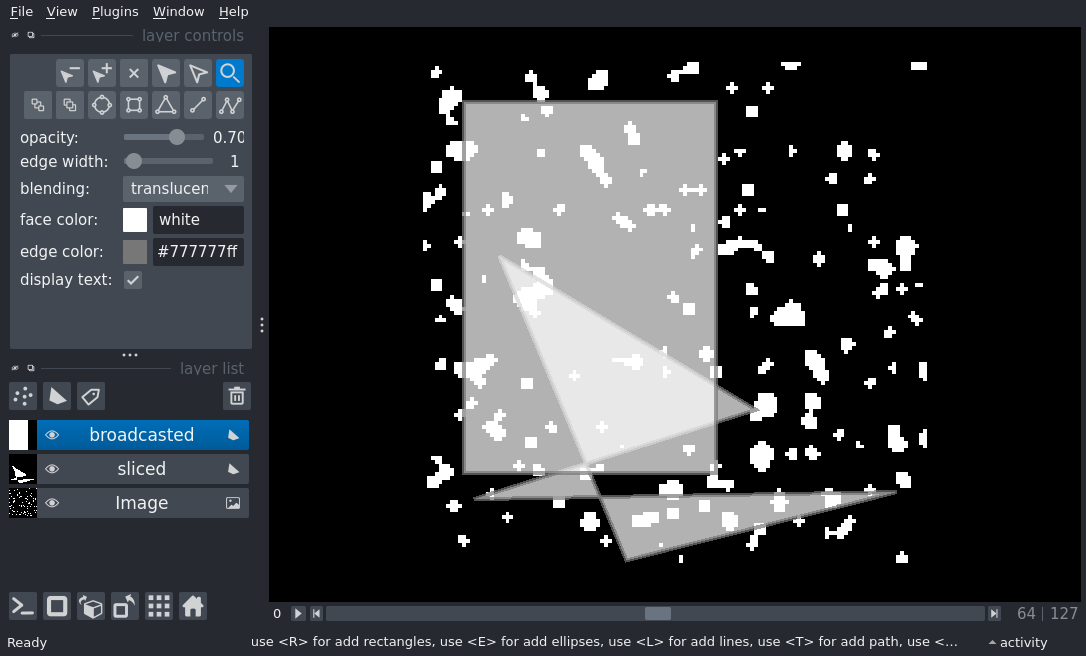 File View Plugins Window Help
layer controls
opacity: 0.70
edge width: 1
blending: translucen
face color: white
edge color: #777777ff
display text:
layer list
broadcasted
sliced
Image
0 64 127
Ready use <R> for add rectangles, use <E> for add ellipses, use <L> for add lines, use <T> for add path, use <... activity